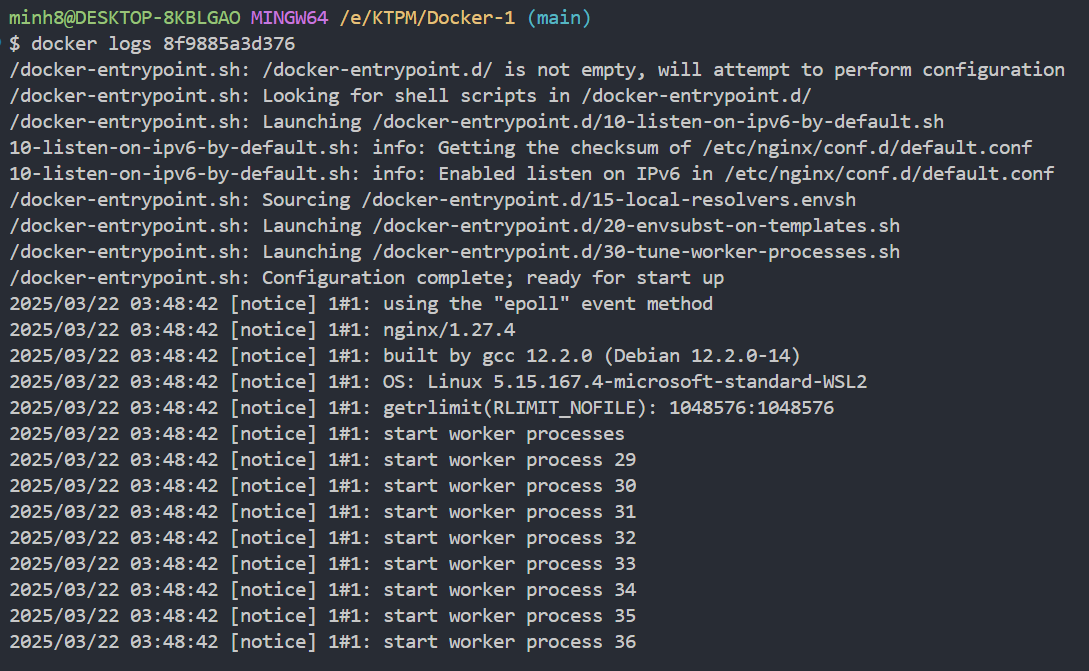 minh8@DESKTOP-8KBLGAO MINGW64 /e/KTPM/Docker-1 (main)
$ docker logs 8f9885a3d376
/docker-entrypoint.sh: /docker-entrypoint.d/ is not empty, will attempt to perform configuration
/docker-entrypoint.sh: Looking for shell scripts in /docker-entrypoint.d/
/docker-entrypoint.sh: Launching /docker-entrypoint.d/10-listen-on-ipv6-by-default.sh
10-listen-on-ipv6-by-default.sh: info: Getting the checksum of /etc/nginx/conf.d/default.conf
10-listen-on-ipv6-by-default.sh: info: Enabled listen on IPv6 in /etc/nginx/conf.d/default.conf
/docker-entrypoint.sh: Sourcing /docker-entrypoint.d/15-local-resolvers.envsh
/docker-entrypoint.sh: Launching /docker-entrypoint.d/20-envsubst-on-templates.sh
/docker-entrypoint.sh: Launching /docker-entrypoint.d/30-tune-worker-processes.sh
/docker-entrypoint.sh: Configuration complete; ready for start up
2025/03/22 03:48:42 [notice] 1#1: using the "epoll" event method
2025/03/22 03:48:42 [notice] 1#1: nginx/1.27.4
2025/03/22 03:48:42 [notice] 1#1: built by gcc 12.2.0 (Debian 12.2.0-14)
2025/03/22 03:48:42 [notice] 1#1: OS: Linux 5.15.167.4-microsoft-standard-WSL2
2025/03/22 03:48:42 [notice] 1#1: getrlimit(RLIMIT_NOFILE): 1048576:1048576
2025/03/22 03:48:42 [notice] 1#1: start worker processes
2025/03/22 03:48:42 [notice] 1#1: start worker process 29
2025/03/22 03:48:42 [notice] 1#1: start worker process 30
2025/03/22 03:48:42 [notice] 1#1: start worker process 31
2025/03/22 03:48:42 [notice] 1#1: start worker process 32
2025/03/22 03:48:42 [notice] 1#1: start worker process 33
2025/03/22 03:48:42 [notice] 1#1: start worker process 34
2025/03/22 03:48:42 [notice] 1#1: start worker process 35
2025/03/22 03:48:42 [notice] 1#1: start worker process 36